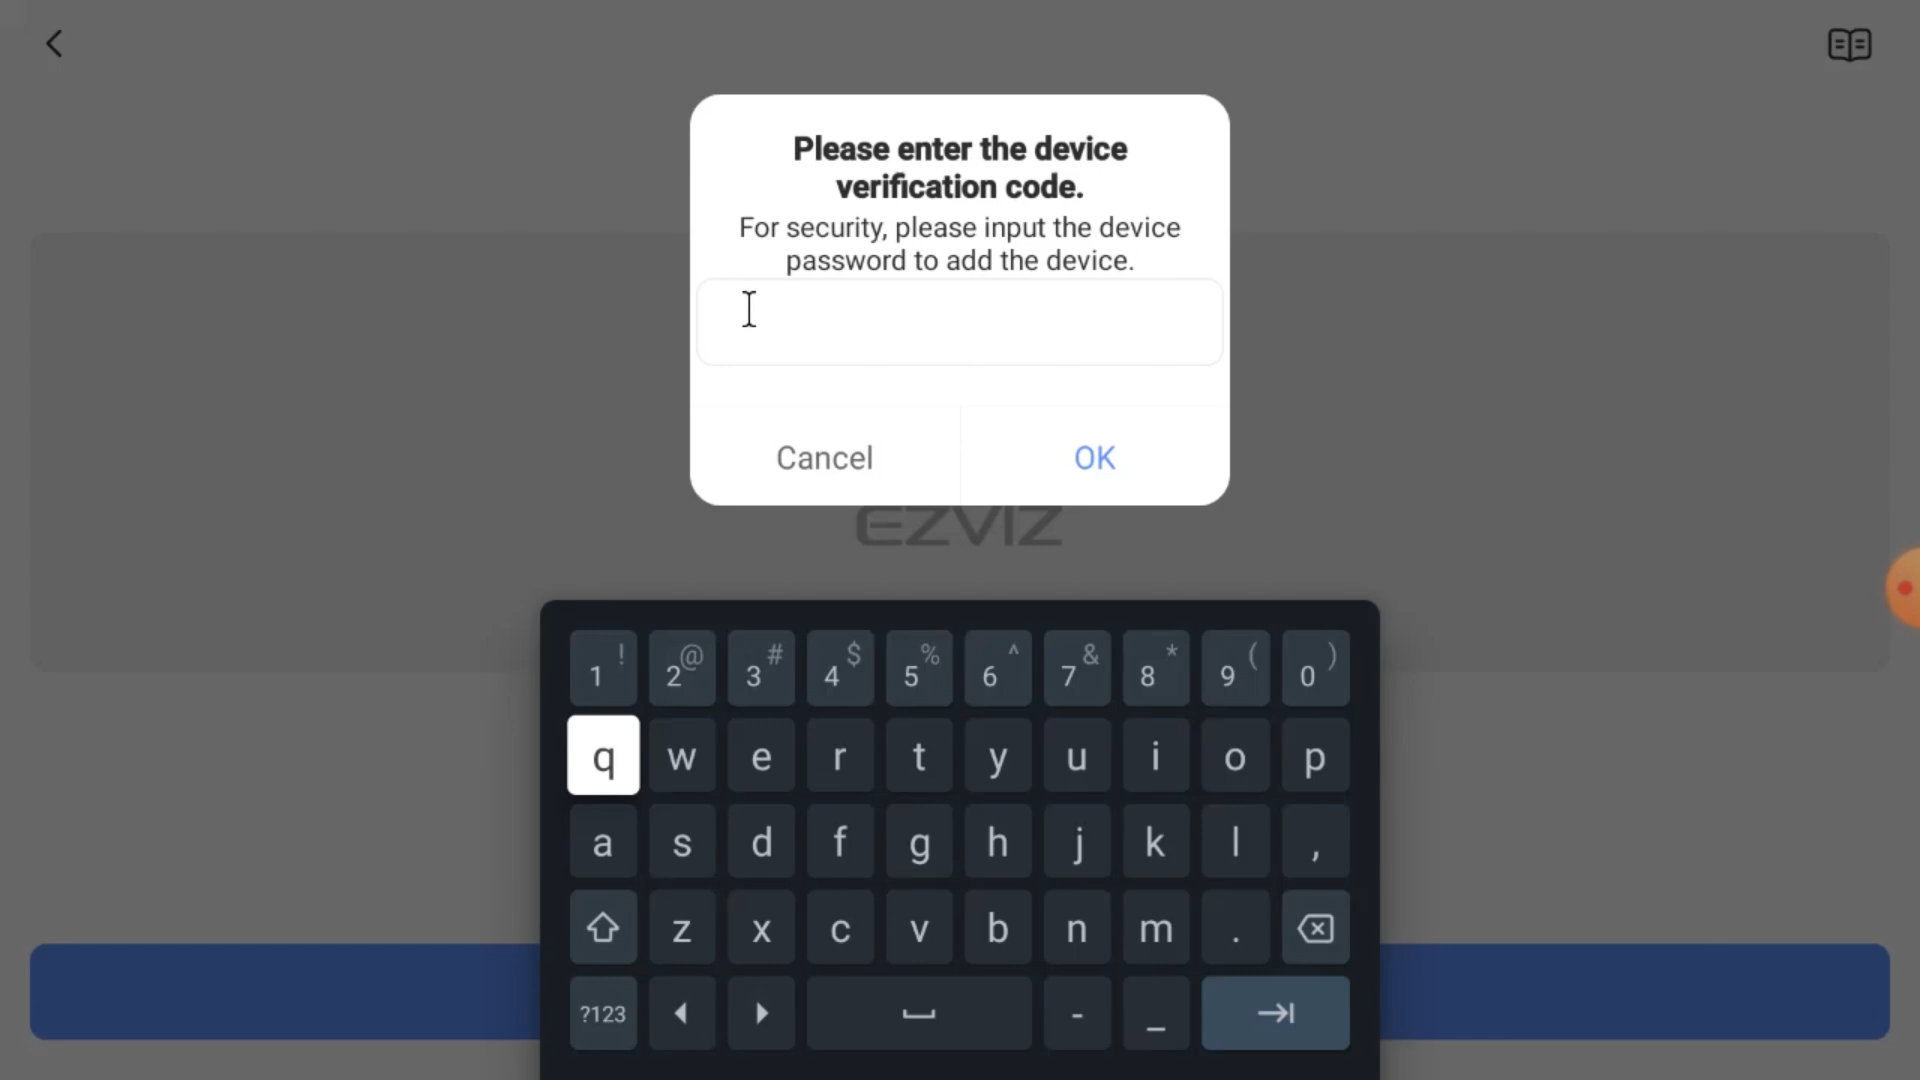 Please enter the device
verification code.
For security, please input the device
password to add the device.
Cancel OK
EZVIZ
1 ! 2 @ 3 # 4 $ 5 % 6 ^ 7 & 8 * 9 ( 0 )
q w e r t y u i o p
a s d f g h j k l ,
z x c v b n m .
?123 - _